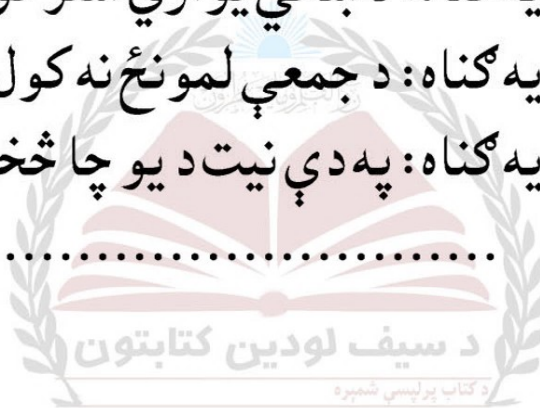 یه ګناه: د جمعې لمونځ نه کول
یه ګناه: په دې نیت د یو چا څخ
..............................
د سیف لودین کتابتون
د کتاب پرلپسې شمېره